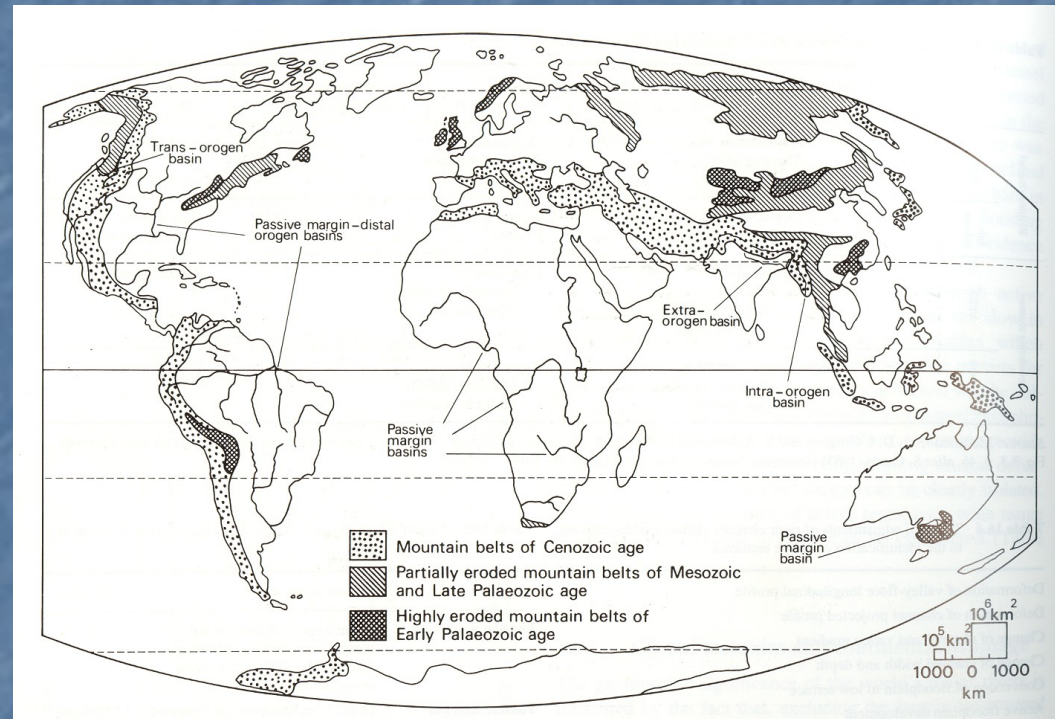 Trans-orogen
basin
Passive margin-distal
orogen basins
Extra-
orogen basin
Intra-orogen
basin
Passive
margin
basins
Passive
margin
basin
Mountain belts of Cenozoic age
Partially eroded mountain belts of Mesozoic
and Late Palaeozoic age
Highly eroded mountain belts of
Early Palaeozoic age
10⁶ km²
10⁵ km²
1000 0 1000
km